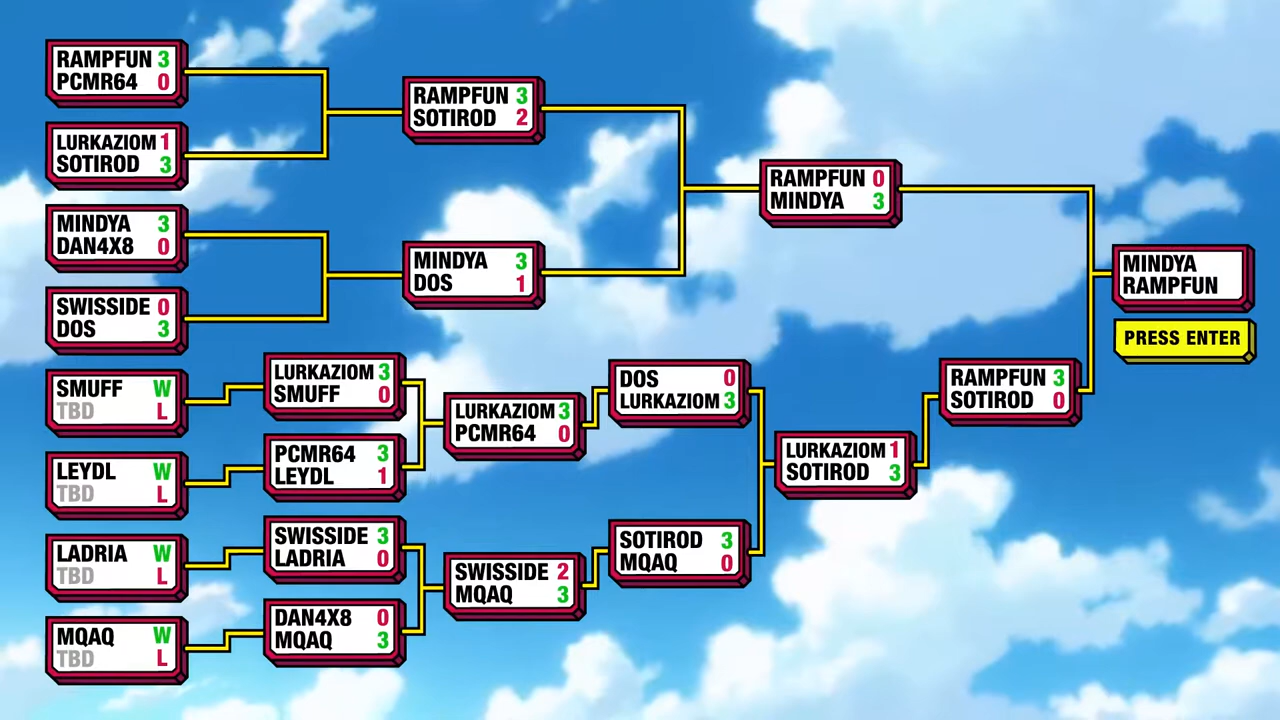 RAMPFUN 3
PCMR64 0
LURKAZIOM 1
SOTIROD 3
MINDYA 3
DAN4X8 0
SWISSIDE 0
DOS 3
SMUFF W
TBD L
LEYDL W
TBD L
LADRIA W
TBD L
MQAQ W
TBD L
LURKAZIOM 3
SMUFF 0
PCMR64 3
LEYDL 1
SWISSIDE 3
LADRIA 0
DAN4X8 0
MQAQ 3
RAMPFUN 3
SOTIROD 2
MINDYA 3
DOS 1
LURKAZIOM 3
PCMR64 0
SWISSIDE 2
MQAQ 3
DOS 0
LURKAZIOM 3
SOTIROD 3
MQAQ 0
RAMPFUN 0
MINDYA 3
LURKAZIOM 1
SOTIROD 3
RAMPFUN 3
SOTIROD 0
MINDYA
RAMPFUN
PRESS ENTER